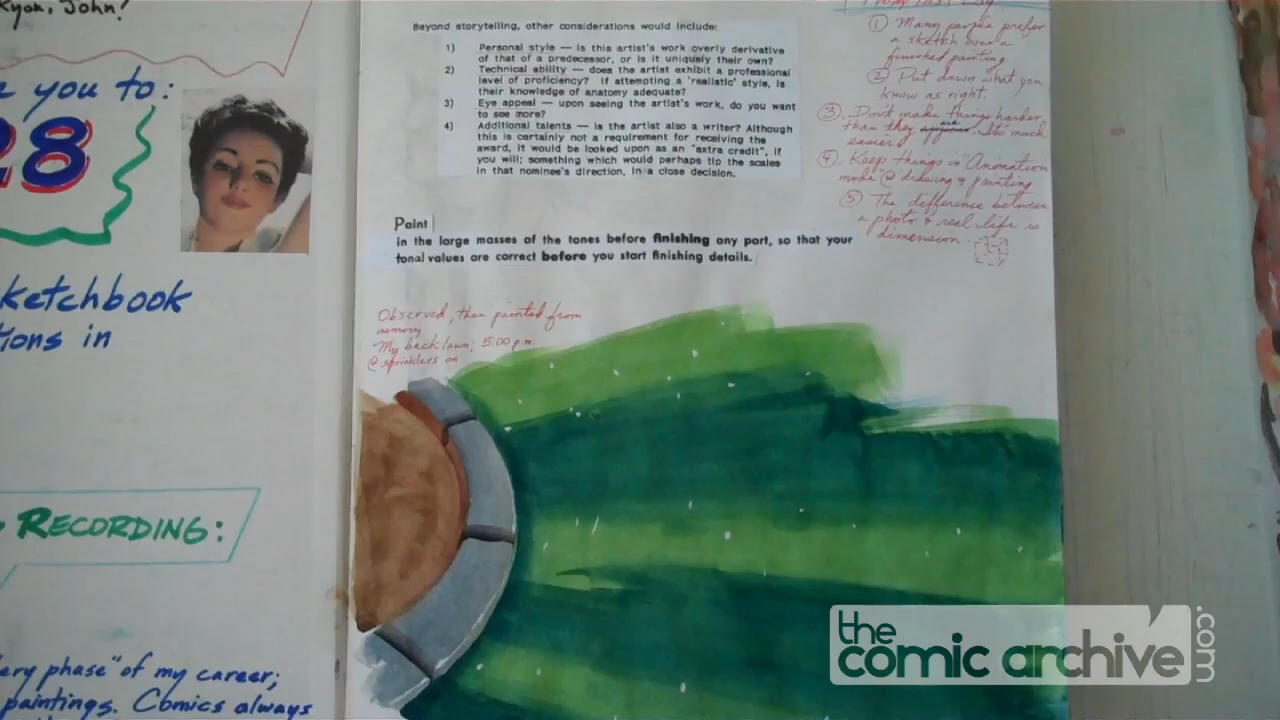 Kyon, John!
e you to:
28
ketchbook
tions in
RECORDING:
ery phase" of my career;
paintings. Comics always
Beyond storytelling, other considerations would include:
1) Personal style — is this artist's work overly derivative
of that of a predecessor, or is it uniquely their own?
2) Technical ability — does the artist exhibit a professional
level of proficiency? If attempting a 'realistic' style, is
their knowledge of anatomy adequate?
3) Eye appeal — upon seeing the artist's work, do you want
to see more?
4) Additional talents — is the artist also a writer? Although
this is certainly not a requirement for receiving the
award, it would be looked upon as an "extra credit", if
you will; something which would perhaps tip the scales
in that nominee's direction, in a close decision.
Paint
in the large masses of the tones before finishing any part, so that your
tonal values are correct before you start finishing details.
① Many people prefer
a sketch over a
finished painting.
② Put down what you
know as right.
③ Don't make things harder
than they are. Its much
easier
④ Keep things in "Animation
mode" @ drawing & painting
⑤ The difference between
a photo & real life is
dimension
Observed, then painted from
memory
My back lawn; 5:00 p.m.
@ sprinklers on
the
comic archive
.com